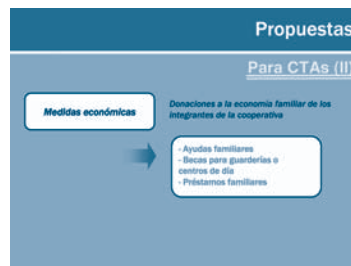 Propuestas
Para CTAs (II)
Medidas económicas
Donaciones a la economía familiar de los
integrantes de la cooperativa
- Ayudas familiares
- Becas para guarderías o
centros de día
- Préstamos familiares